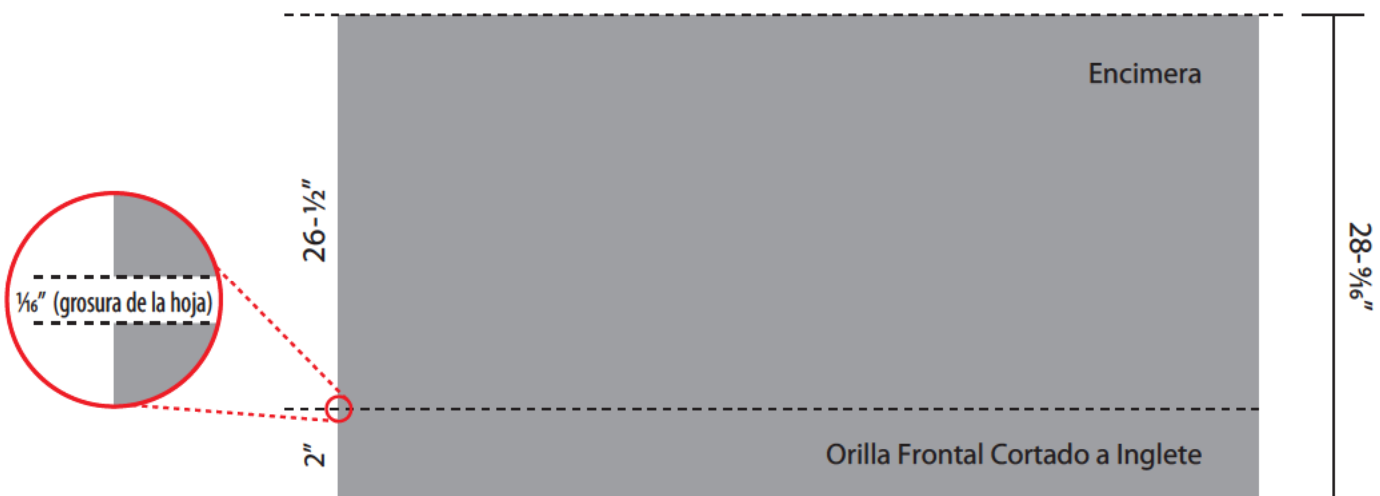 Encimera
26-½"
28-9⁄16"
1⁄16" (grosura de la hoja)
2"
Orilla Frontal Cortado a Inglete